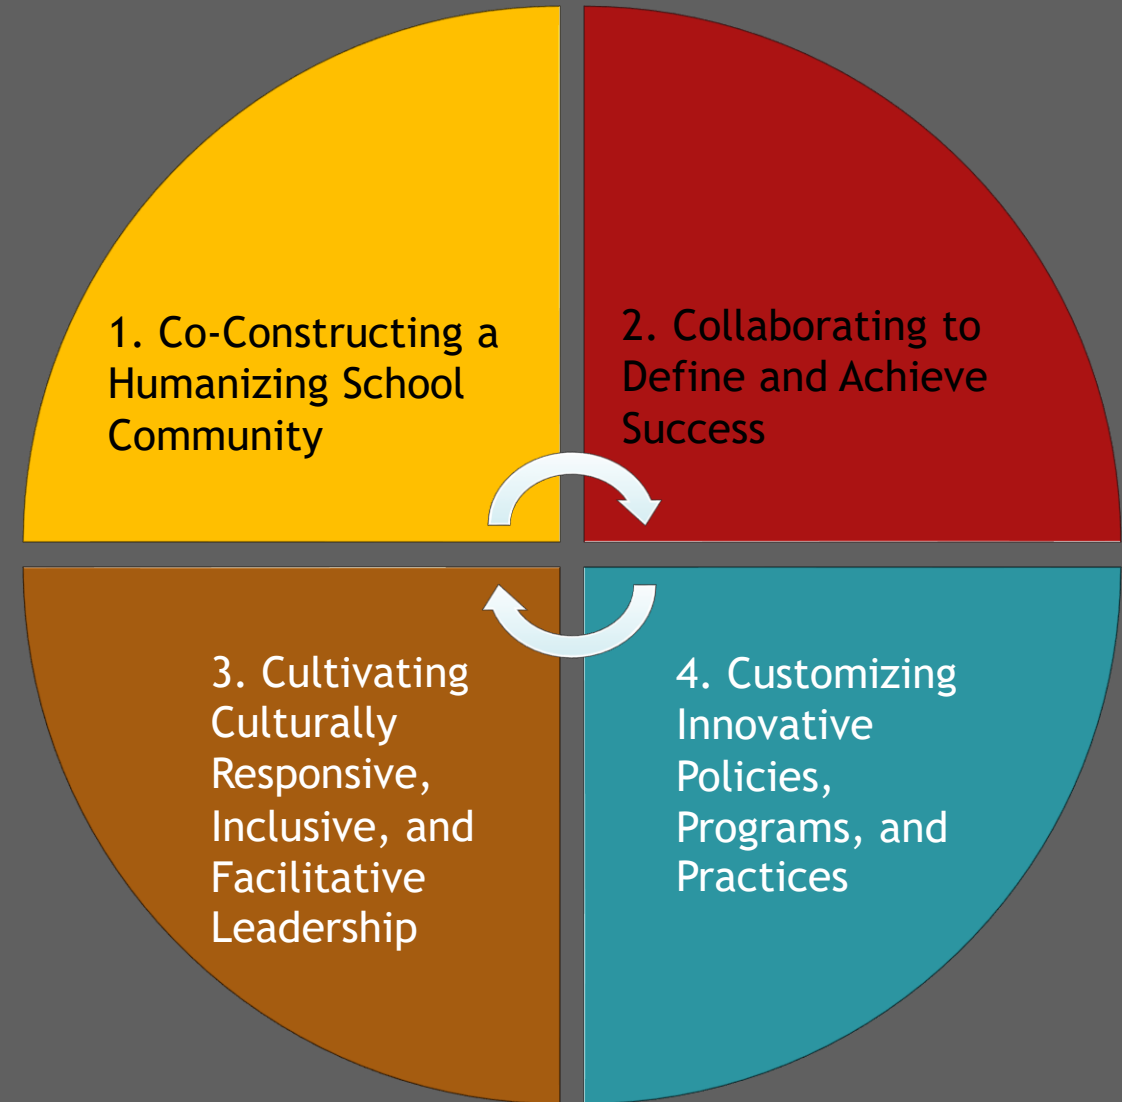 1. Co-Constructing a
Humanizing School
Community
2. Collaborating to
Define and Achieve
Success
3. Cultivating
Culturally
Responsive,
Inclusive, and
Facilitative
Leadership
4. Customizing
Innovative
Policies,
Programs, and
Practices